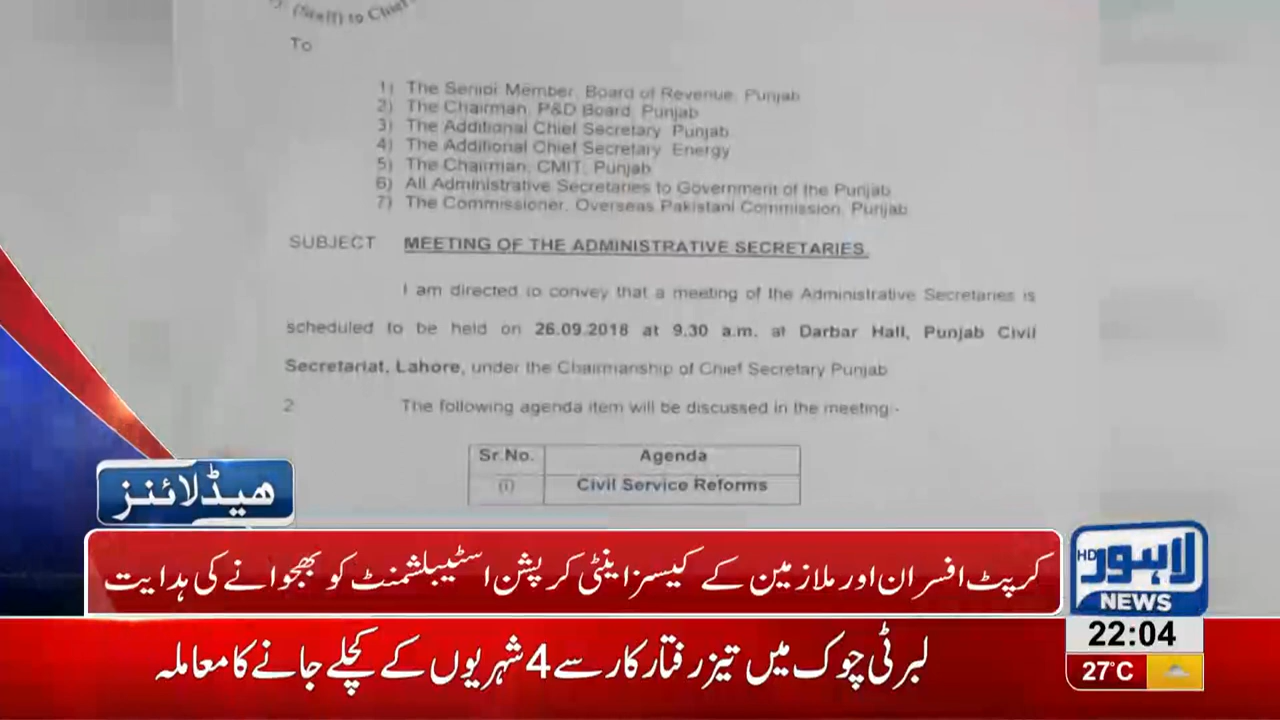 (Staff) to Chief
To
1) The Senior Member, Board of Revenue, Punjab
2) The Chairman, P&D Board, Punjab
3) The Additional Chief Secretary Punjab
4) The Additional Chief Secretary Energy
5) The Chairman, CMIT, Punjab
6) All Administrative Secretaries to Government of the Punjab
7) The Commissioner, Overseas Pakistani Commission, Punjab
SUBJECT MEETING OF THE ADMINISTRATIVE SECRETARIES.
I am directed to convey that a meeting of the Administrative Secretaries is
scheduled to be held on 26.09.2018 at 9.30 a.m. at Darbar Hall, Punjab Civil
Secretariat, Lahore, under the Chairmanship of Chief Secretary Punjab
2 The following agenda item will be discussed in the meeting:-
Sr.No. Agenda
(i) Civil Service Reforms
ھیڈلائنز
کرپٹ افسران اور ملازمین کے کیسز اینٹی کرپشن اسٹیبلشمنٹ کو بھجوانے کی ہدایت
لبرٹی چوک میں تیز رفتار کار سے 4 شہریوں کے کچلے جانے کا معاملہ
لاہور HD
NEWS
22:04
27°C